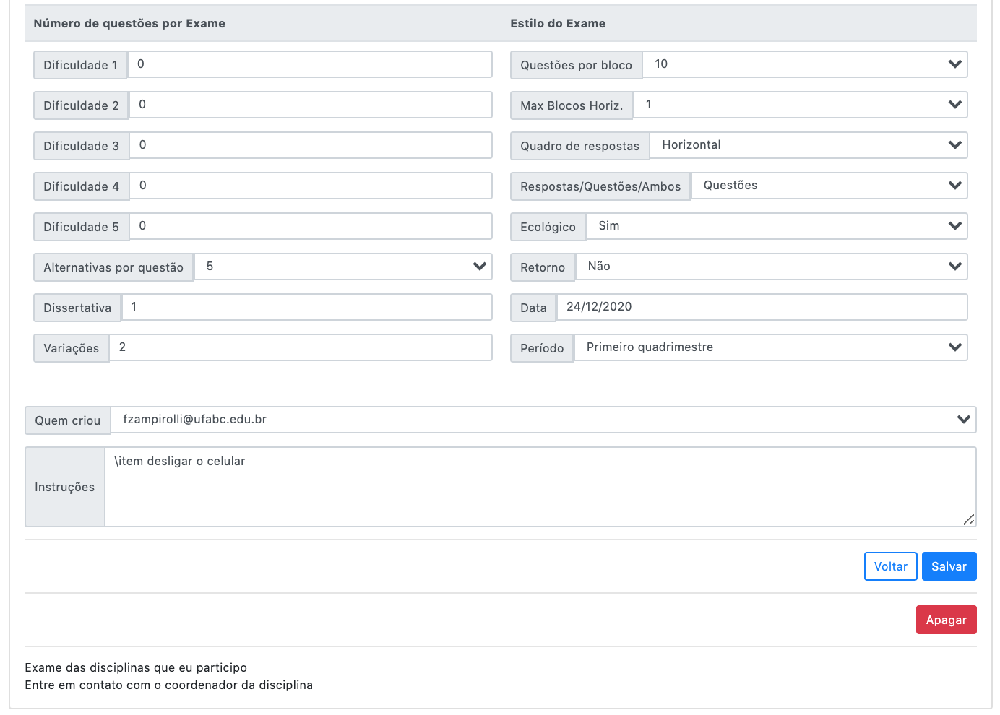 Número de questões por Exame
Estilo do Exame
Dificuldade 1 0
Questões por bloco 10
Dificuldade 2 0
Max Blocos Horiz. 1
Dificuldade 3 0
Quadro de respostas Horizontal
Dificuldade 4 0
Respostas/Questões/Ambos Questões
Dificuldade 5 0
Ecológico Sim
Alternativas por questão 5
Retorno Não
Dissertativa 1
Data 24/12/2020
Variações 2
Período Primeiro quadrimestre
Quem criou fzampirolli@ufabc.edu.br
Instruções \item desligar o celular
Voltar Salvar
Apagar
Exame das disciplinas que eu participo
Entre em contato com o coordenador da disciplina